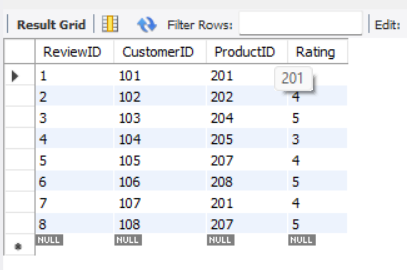 Result Grid Filter Rows: Edit:
ReviewID CustomerID ProductID Rating
1 101 201
201
2 102 202 4
3 103 204 5
4 104 205 3
5 105 207 4
6 106 208 5
7 107 201 4
8 108 207 5
NULL NULL NULL NULL